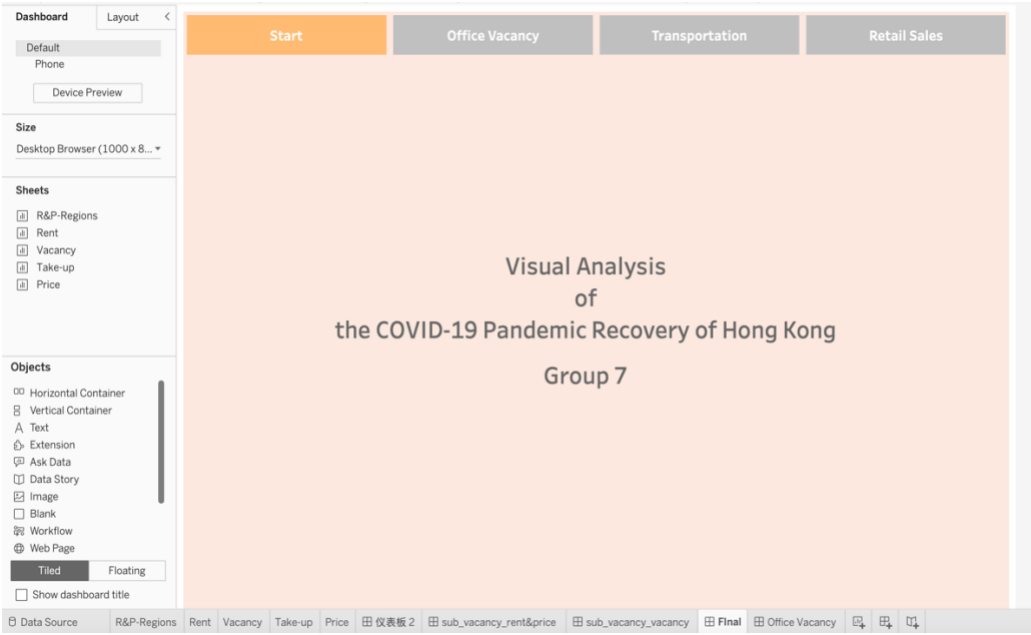 Dashboard Layout <
Default
Phone
Device Preview
Size
Desktop Browser (1000 x 8...
Sheets
R&P-Regions
Rent
Vacancy
Take-up
Price
Objects
Horizontal Container
Vertical Container
Text
Extension
Ask Data
Data Story
Image
Blank
Workflow
Web Page
Tiled Floating
Show dashboard title
Start Office Vacancy Transportation Retail Sales
Visual Analysis
of
the COVID-19 Pandemic Recovery of Hong Kong
Group 7
Data Source R&P-Regions Rent Vacancy Take-up Price 仪表板 2 sub_vacancy_rent&price sub_vacancy_vacancy FInal Office Vacancy